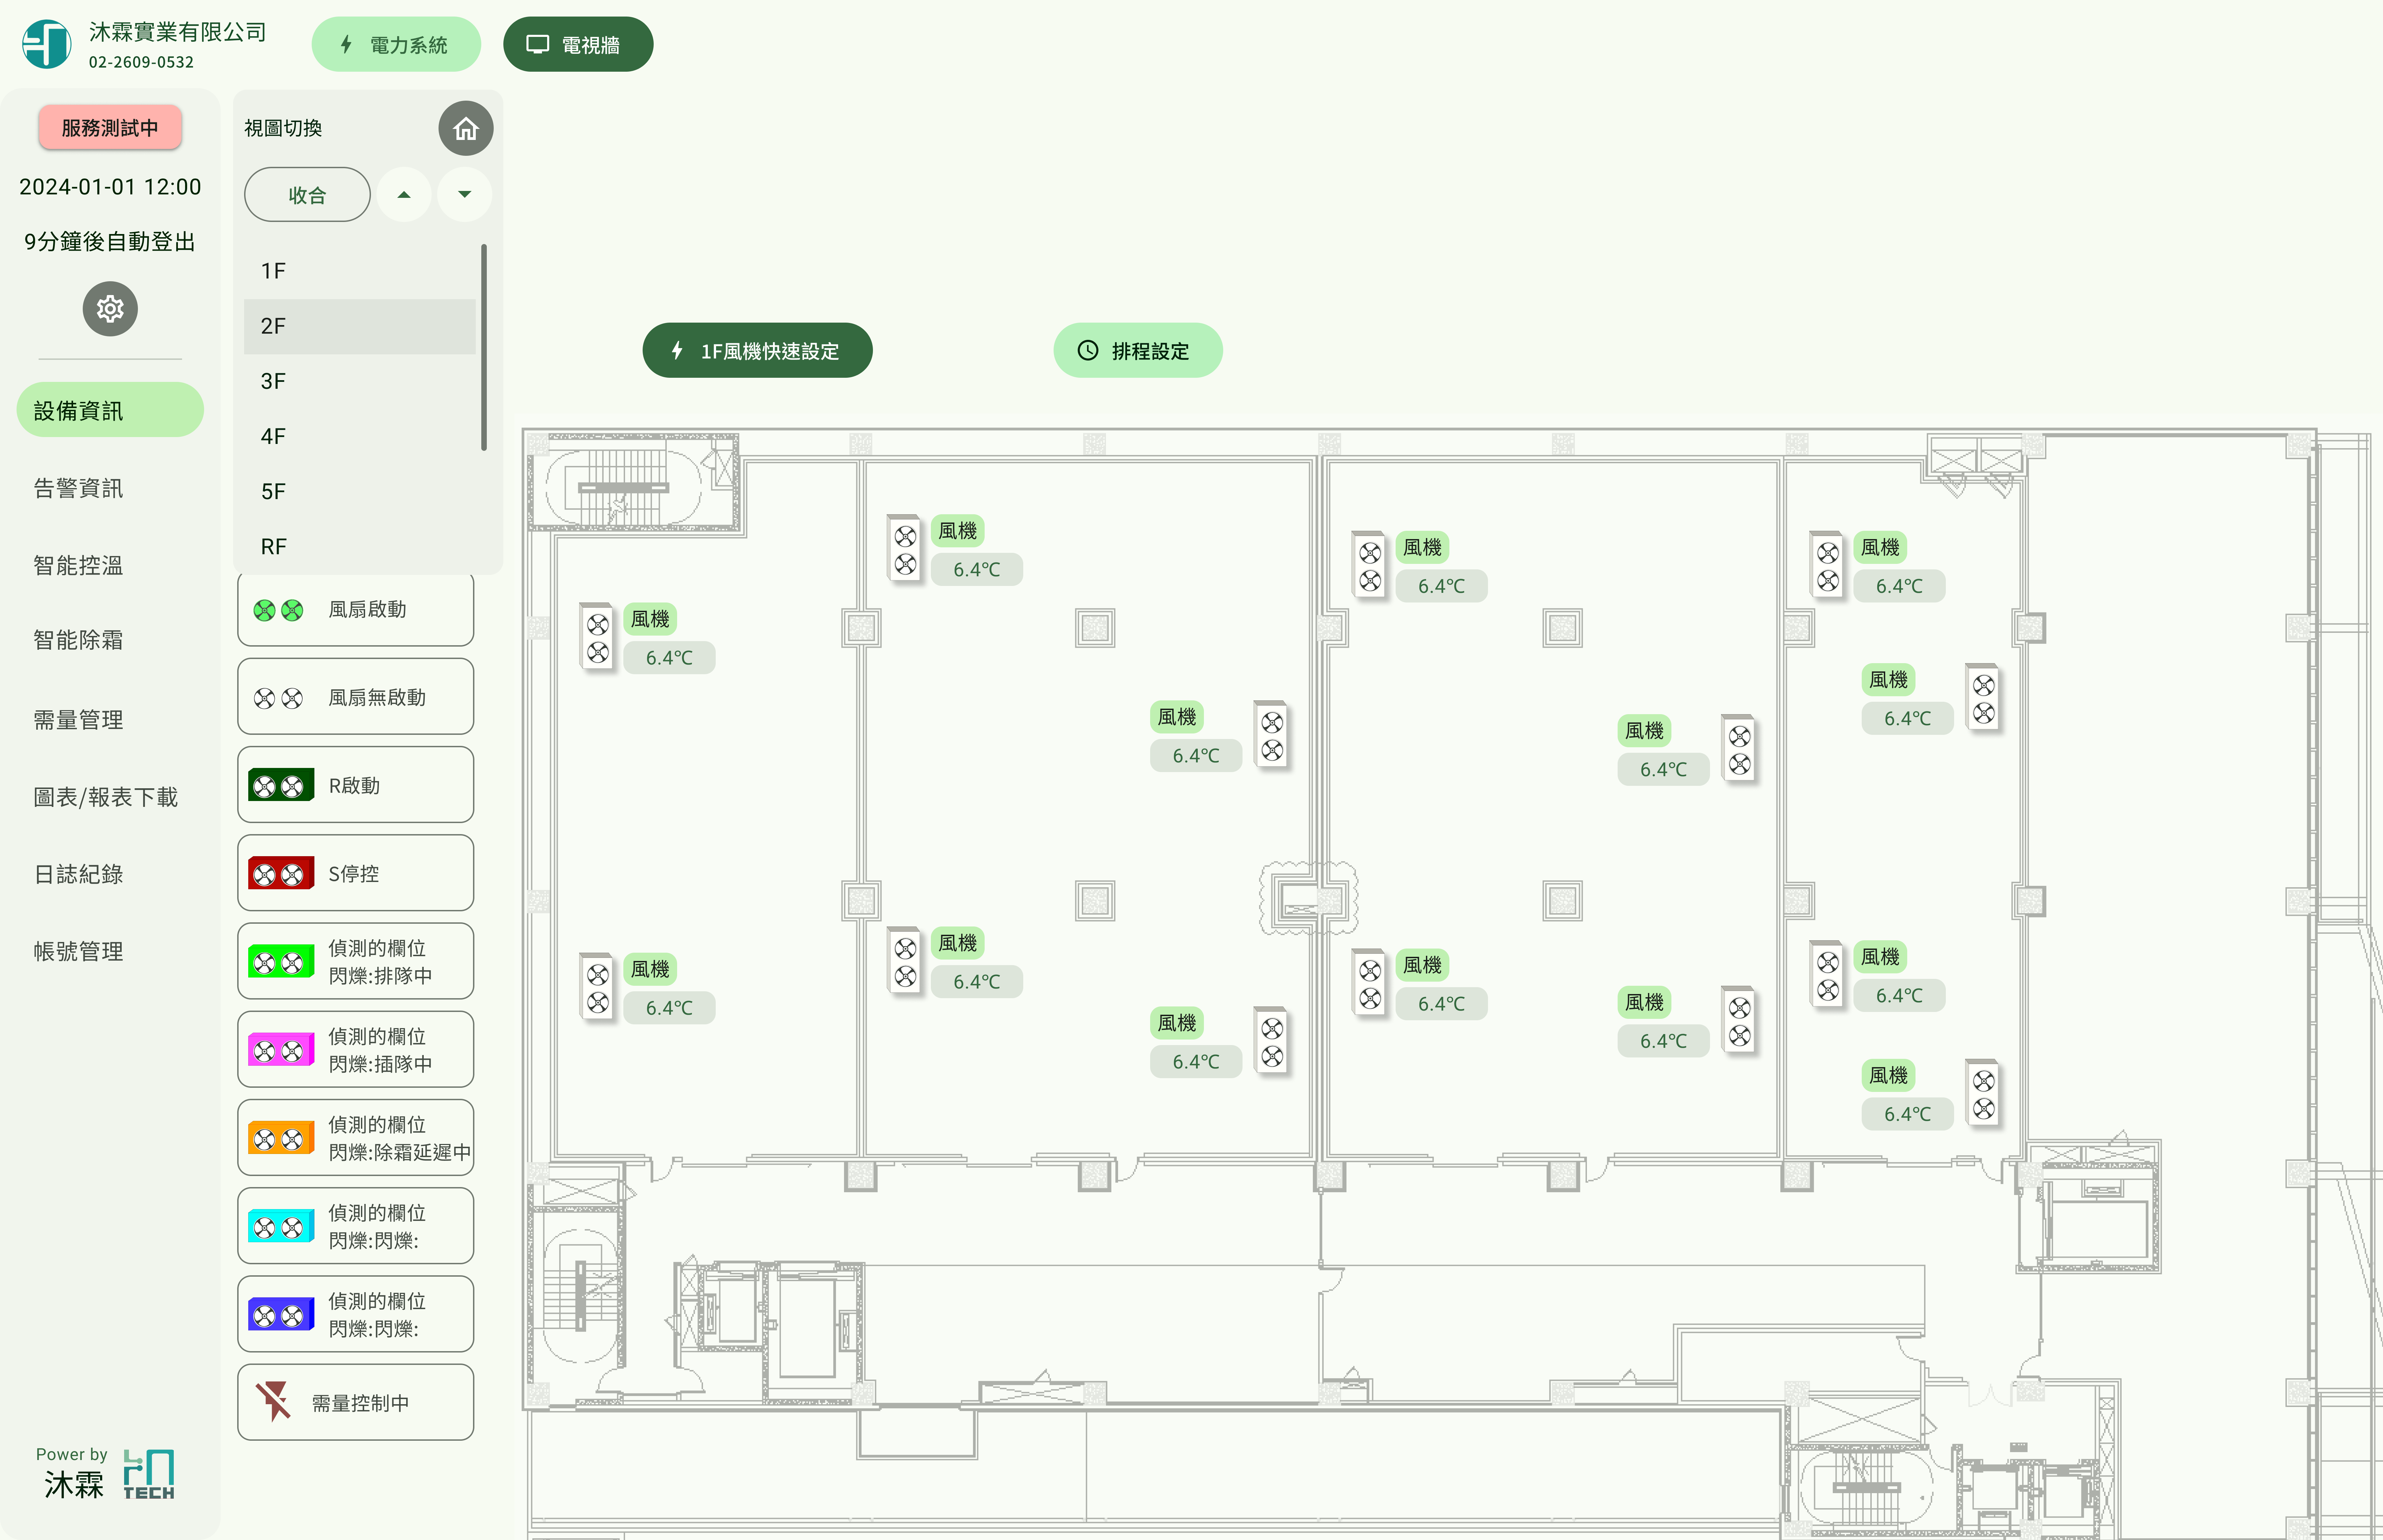 沐霖實業有限公司
02-2609-0532
電力系統
電視牆
服務測試中
2024-01-01 12:00
9分鐘後自動登出
設備資訊
告警資訊
智能控溫
智能除霜
需量管理
圖表/報表下載
日誌紀錄
帳號管理
Power by
沐霖
TECH
視圖切換
收合
1F
2F
3F
4F
5F
RF
風扇啟動
風扇無啟動
R啟動
S停控
偵測的欄位
閃爍:排隊中
偵測的欄位
閃爍:插隊中
偵測的欄位
閃爍:除霜延遲中
偵測的欄位
閃爍:閃爍:
偵測的欄位
閃爍:閃爍:
需量控制中
1F風機快速設定
排程設定
風機
6.4℃
風機
6.4℃
風機
6.4℃
風機
6.4℃
風機
6.4℃
風機
6.4℃
風機
6.4℃
風機
6.4℃
風機
6.4℃
風機
6.4℃
風機
6.4℃
風機
6.4℃
風機
6.4℃
風機
6.4℃